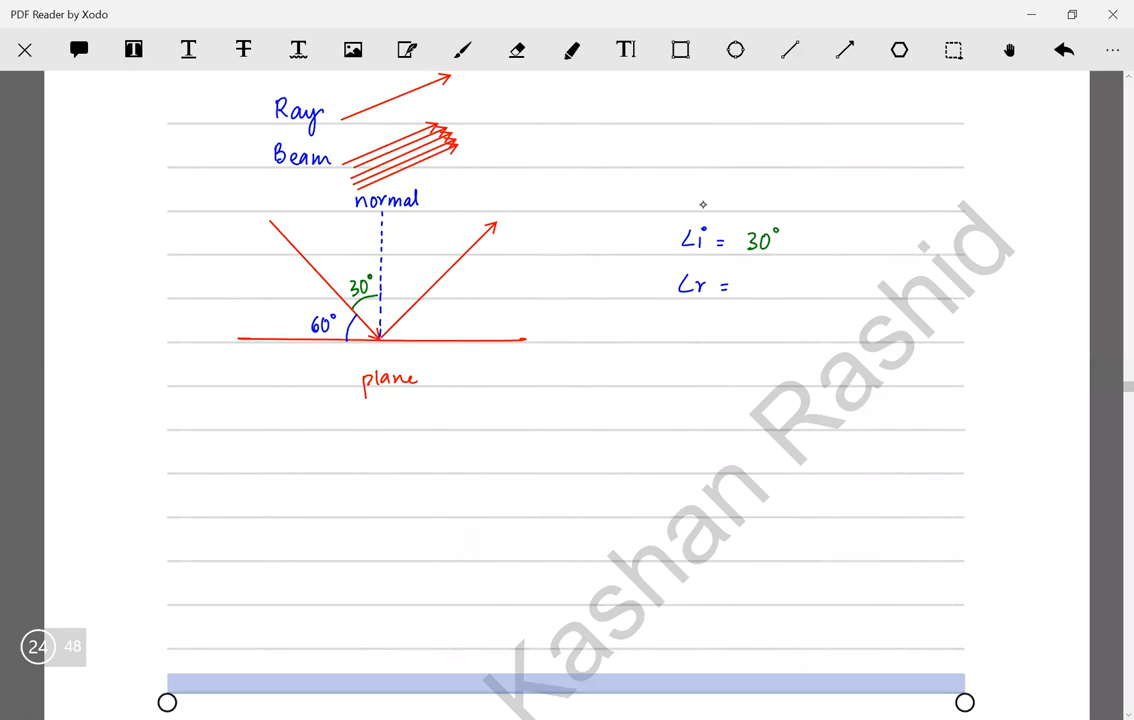 PDF Reader by Xodo
Ray
Beam
normal
30°
60°
plane
∠i = 30°
∠r =
Kashan Rashid
24 48